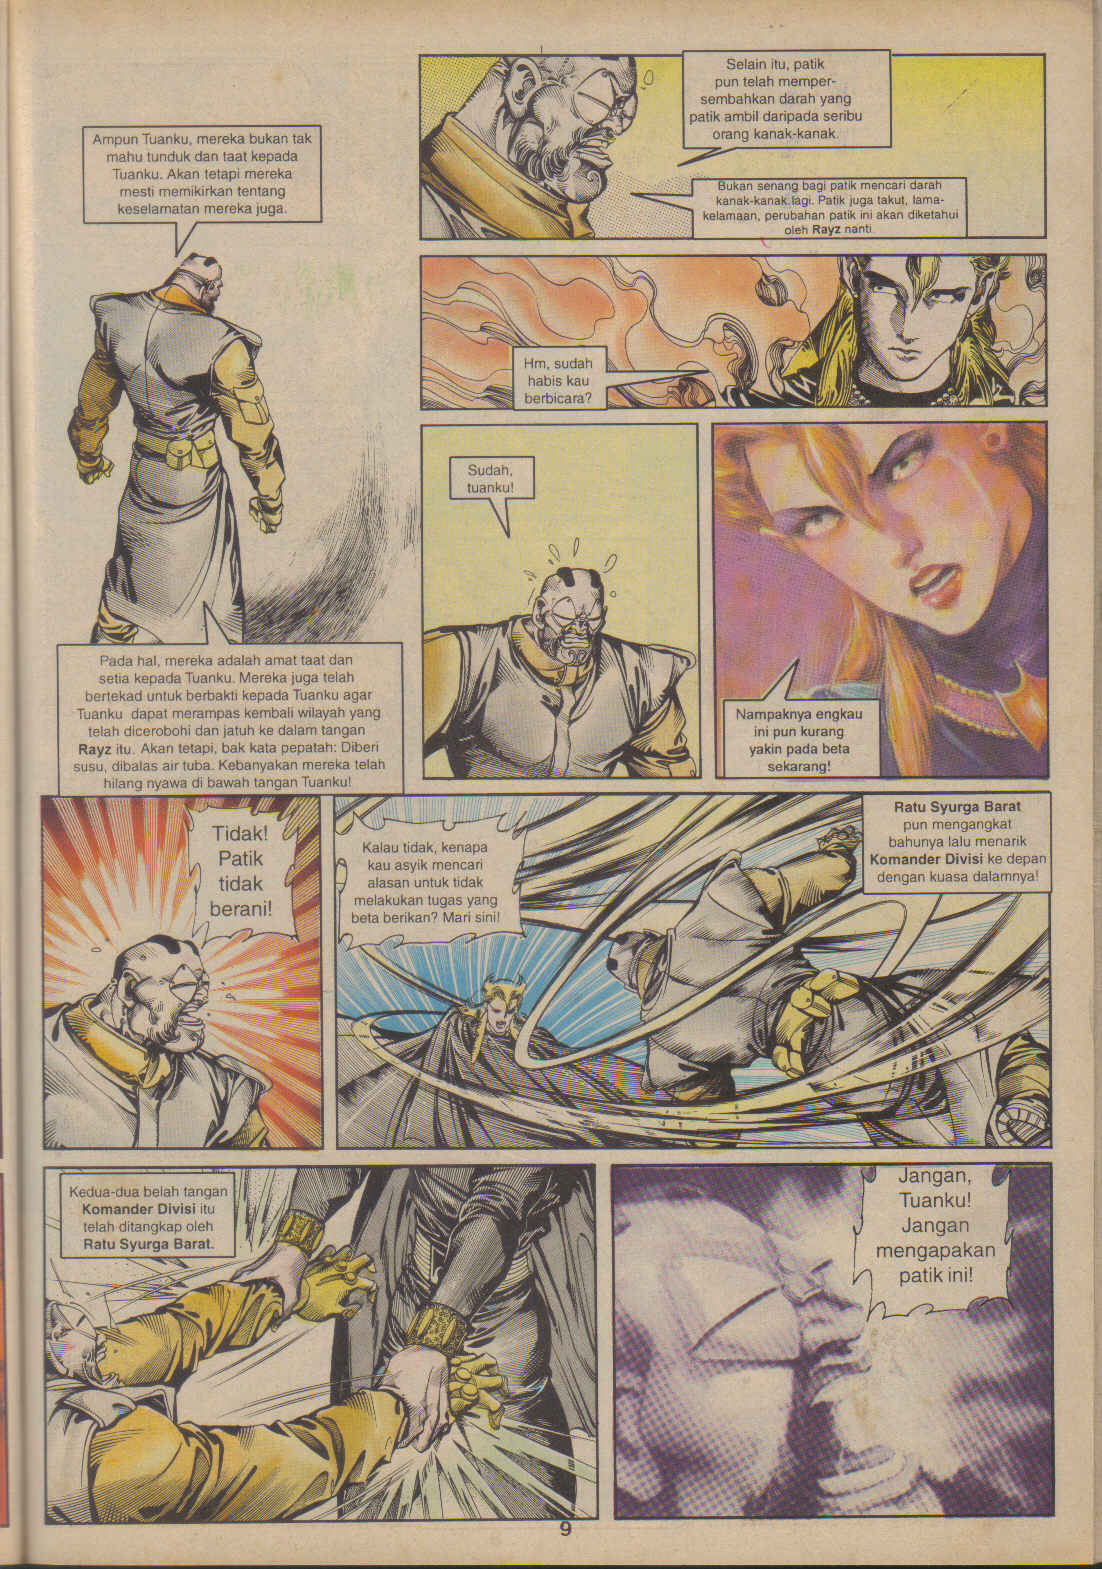 Ampun Tuanku, mereka bukan tak
mahu tunduk dan taat kepada
Tuanku. Akan tetapi mereka
mesti memikirkan tentang
keselamatan mereka juga.
Pada hal, mereka adalah amat taat dan
setia kepada Tuanku. Mereka juga telah
bertekad untuk berbakti kepada Tuanku agar
Tuanku dapat merampas kembali wilayah yang
telah dicerobohi dan jatuh ke dalam tangan
Rayz itu. Akan tetapi, bak kata pepatah: Diberi
susu, dibalas air tuba. Kebanyakan mereka telah
hilang nyawa di bawah tangan Tuanku!
Selain itu, patik
pun telah memper-
sembahkan darah yang
patik ambil daripada seribu
orang kanak-kanak.
Bukan senang bagi patik mencari darah
kanak-kanak lagi. Patik juga takut, lama-
kelamaan, perubahan patik ini akan diketahui
oleh Rayz nanti.
Hm, sudah
habis kau
berbicara?
Sudah,
tuanku!
Nampaknya engkau
ini pun kurang
yakin pada beta
sekarang!
Tidak!
Patik
tidak
berani!
Kalau tidak, kenapa
kau asyik mencari
alasan untuk tidak
melakukan tugas yang
beta berikan? Mari sini!
Ratu Syurga Barat
pun mengangkat
bahunya lalu menarik
Komander Divisi ke depan
dengan kuasa dalamnya!
Kedua-dua belah tangan
Komander Divisi itu
telah ditangkap oleh
Ratu Syurga Barat.
Jangan,
Tuanku!
Jangan
mengapakan
patik ini!
9